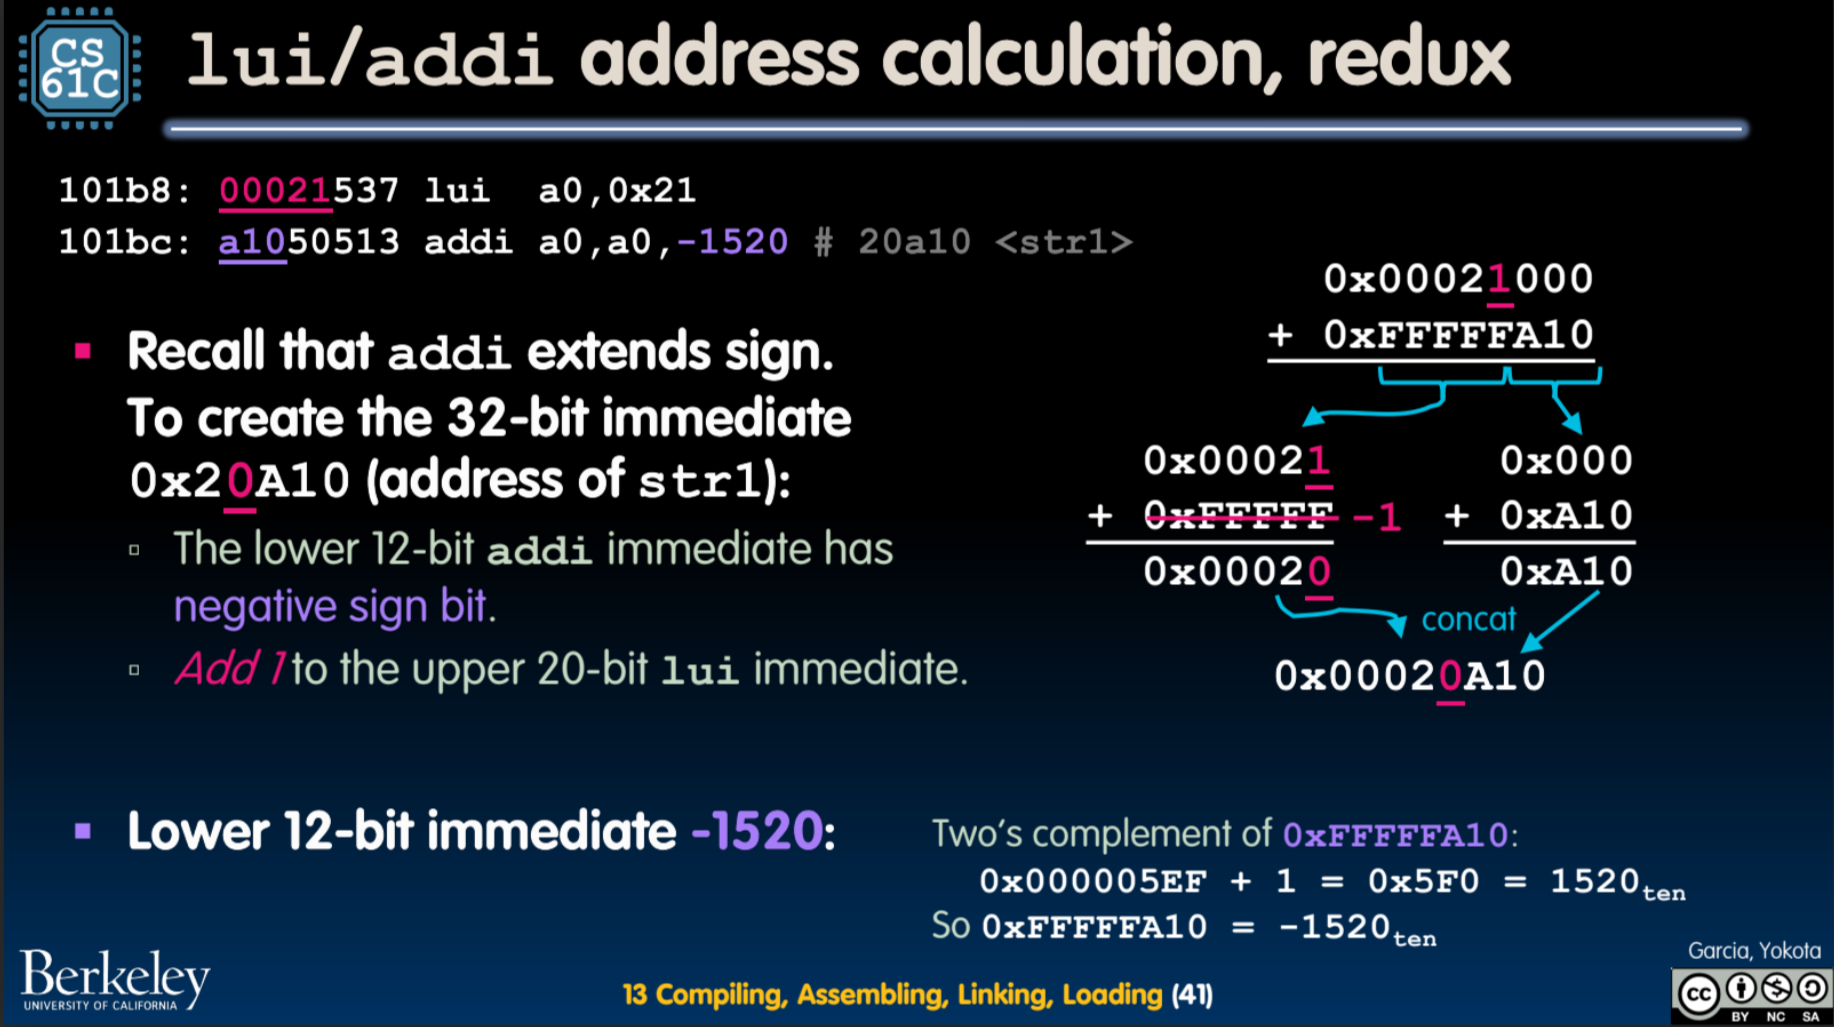 CS
61C
lui/addi address calculation, redux
101b8: 00021537 lui a0,0x21
101bc: a1050513 addi a0,a0,-1520 # 20a10 <str1>
Recall that addi extends sign.
To create the 32-bit immediate
0x20A10 (address of str1):
The lower 12-bit addi immediate has
negative sign bit.
Add 1 to the upper 20-bit lui immediate.
0x00021000
+ 0xFFFFFA10
0x00021
+ 0xFFFFF -1
0x00020
0x000
+ 0xA10
0xA10
concat
0x00020A10
Lower 12-bit immediate -1520:
Two's complement of 0xFFFFFA10:
0x000005EF + 1 = 0x5F0 = 1520ten
So 0xFFFFFA10 = -1520ten
Berkeley
UNIVERSITY OF CALIFORNIA
13 Compiling, Assembling, Linking, Loading (41)
Garcia, Yokota
cc
BY NC SA